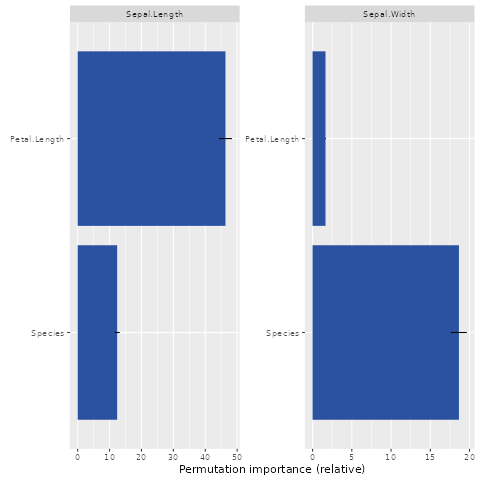 Sepal.Length
Sepal.Width
Petal.Length
Petal.Length
Species
Species
0 10 20 30 40 50
0 5 10 15 20
Permutation importance (relative)